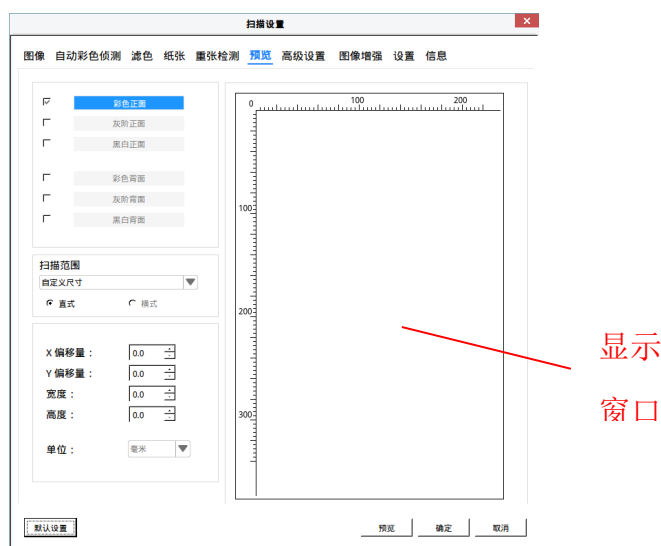 扫描设置
图像 自动彩色侦测 滤色 纸张 重张检测 预览 高级设置 图像增强 设置 信息
彩色正面
灰阶正面
黑白正面
彩色背面
灰阶背面
黑白背面
0 100 200
100
200
300
扫描范围
自定义尺寸
直式 横式
X 偏移量： 0.0
Y 偏移量： 0.0
宽度： 0.0
高度： 0.0
单位： 毫米
显示
窗口
默认设置 预览 确定 取消